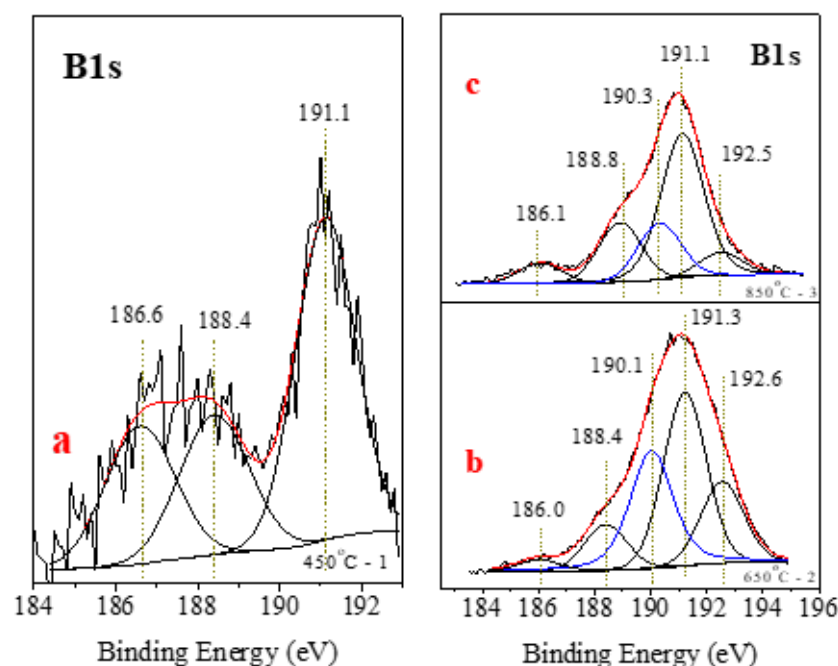 B1s
191.1
186.6
188.4
a
450°C - 1
184 186 188 190 192
Binding Energy (eV)
c
B1s
191.1
190.3
188.8
192.5
186.1
850°C - 3
b
191.3
190.1
192.6
188.4
186.0
650°C - 2
184 186 188 190 192 194 196
Binding Energy (eV)